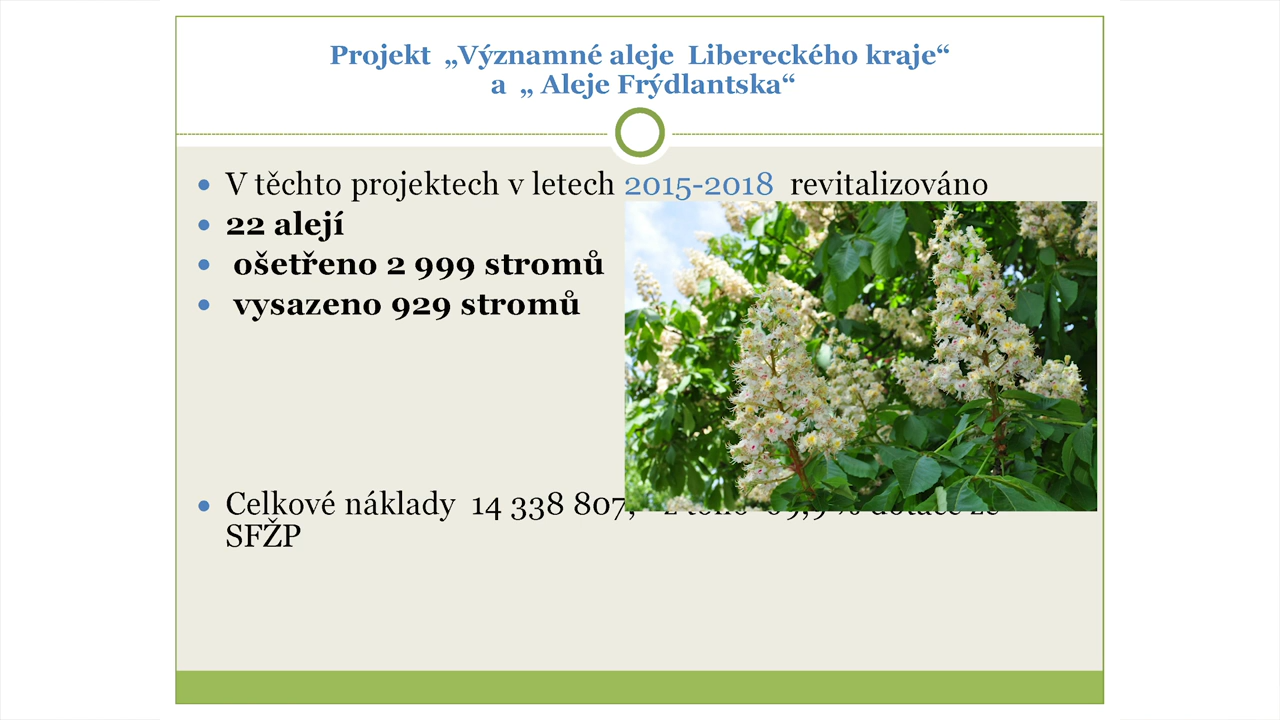 Projekt „Významné aleje Libereckého kraje“
a „ Aleje Frýdlantska“
V těchto projektech v letech 2015-2018 revitalizováno
22 alejí
ošetřeno 2 999 stromů
vysazeno 929 stromů
Celkové náklady 14 338 807,
SFŽP